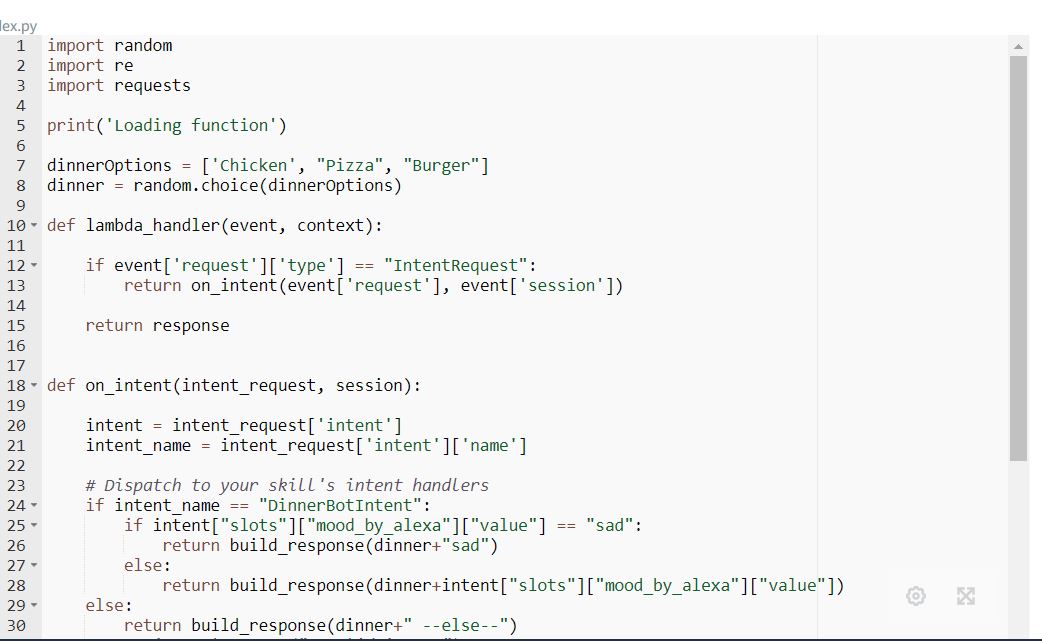 lex.py
1 import random
2 import re
3 import requests
4
5 print('Loading function')
6
7 dinnerOptions = ['Chicken', "Pizza", "Burger"]
8 dinner = random.choice(dinnerOptions)
9
10 def lambda_handler(event, context):
11
12     if event['request']['type'] == "IntentRequest":
13         return on_intent(event['request'], event['session'])
14
15     return response
16
17
18 def on_intent(intent_request, session):
19
20     intent = intent_request['intent']
21     intent_name = intent_request['intent']['name']
22
23     # Dispatch to your skill's intent handlers
24     if intent_name == "DinnerBotIntent":
25         if intent["slots"]["mood_by_alexa"]["value"] == "sad":
26             return build_response(dinner+"sad")
27         else:
28             return build_response(dinner+intent["slots"]["mood_by_alexa"]["value"])
29     else:
30         return build_response(dinner+" --else--")